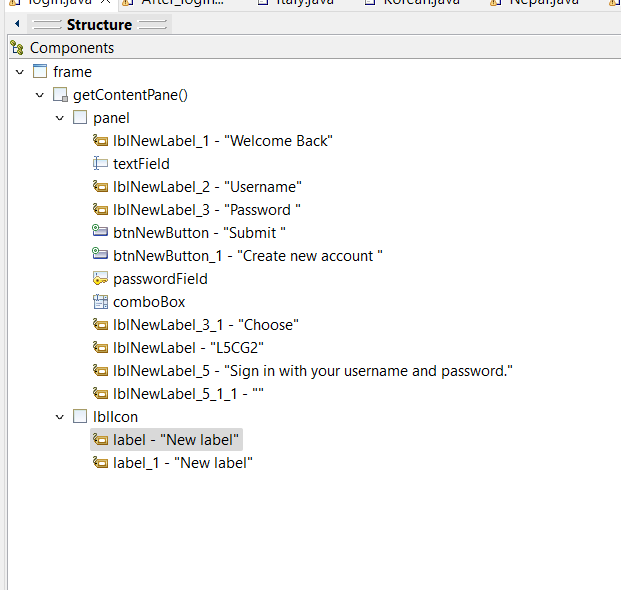 login.java
After_login...
Italy.java
Korean.java
Nepal.java
Structure
Components
frame
getContentPane()
panel
lblNewLabel_1 - "Welcome Back"
textField
lblNewLabel_2 - "Username"
lblNewLabel_3 - "Password "
btnNewButton - "Submit "
btnNewButton_1 - "Create new account "
passwordField
comboBox
lblNewLabel_3_1 - "Choose"
lblNewLabel - "L5CG2"
lblNewLabel_5 - "Sign in with your username and password."
lblNewLabel_5_1_1 - ""
lblIcon
label - "New label"
label_1 - "New label"